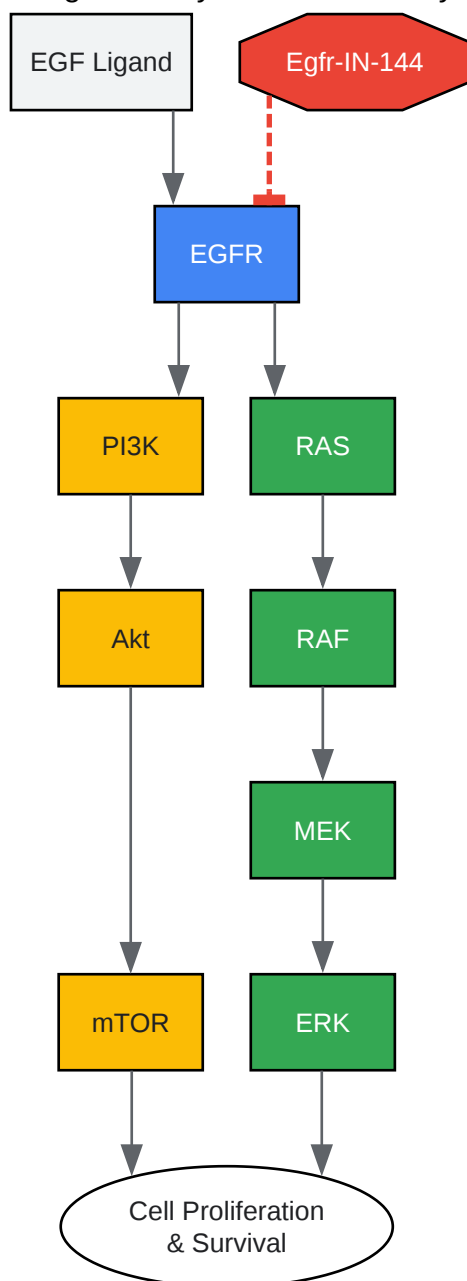 EGF Ligand
Egfr-IN-144
EGFR
PI3K
RAS
Akt
RAF
MEK
mTOR
ERK
Cell Proliferation
& Survival